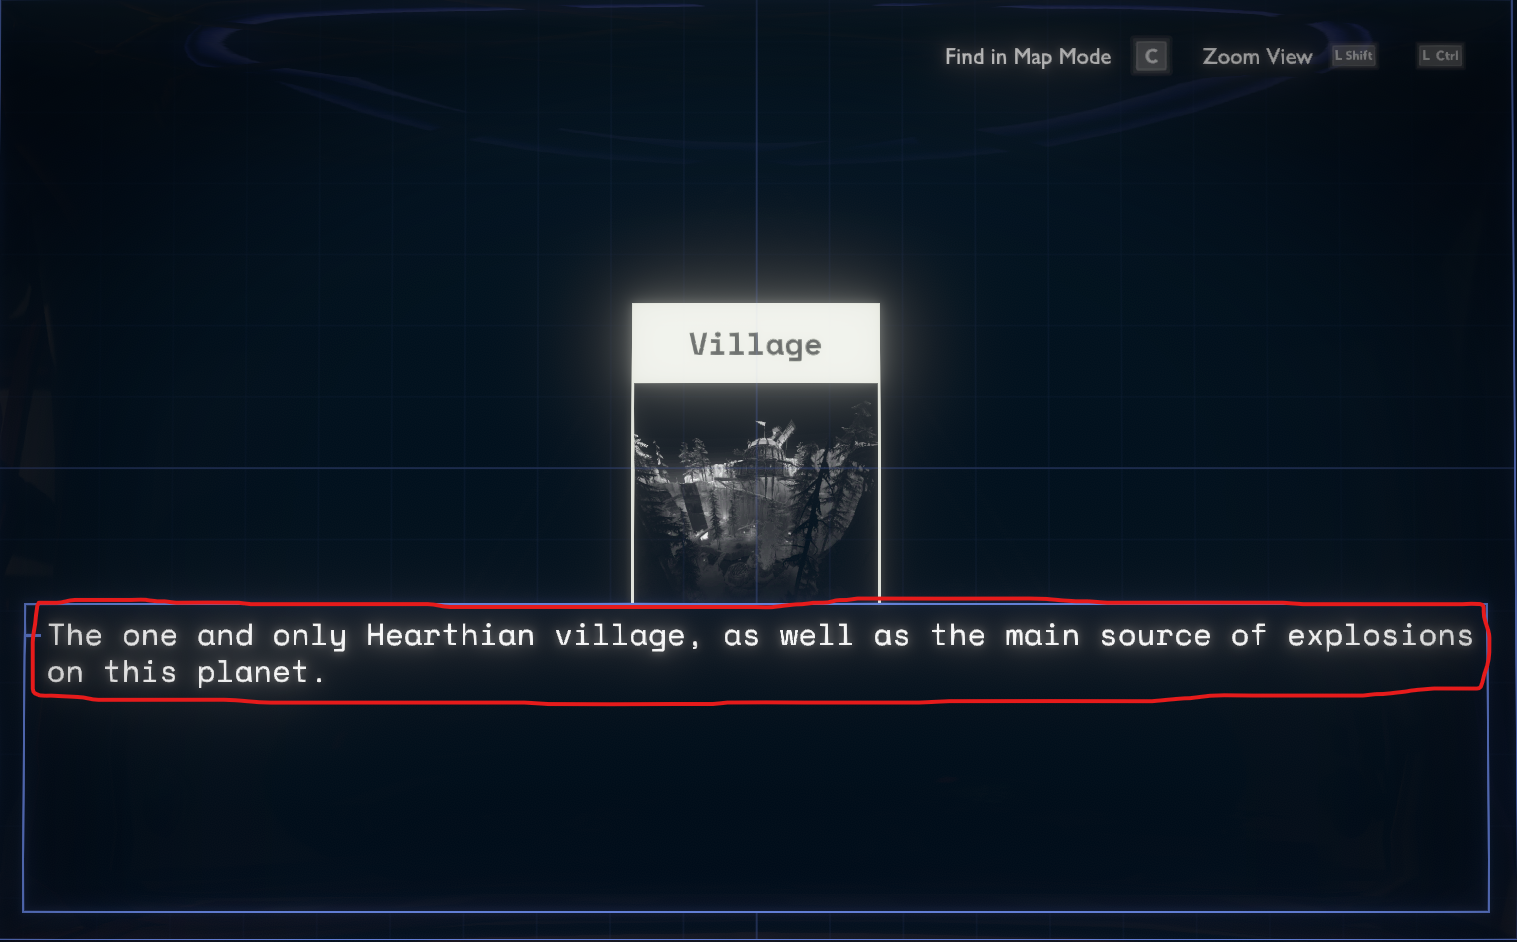 Find in Map Mode C Zoom View L Shift L Ctrl
Village
The one and only Hearthian village, as well as the main source of explosions
on this planet.